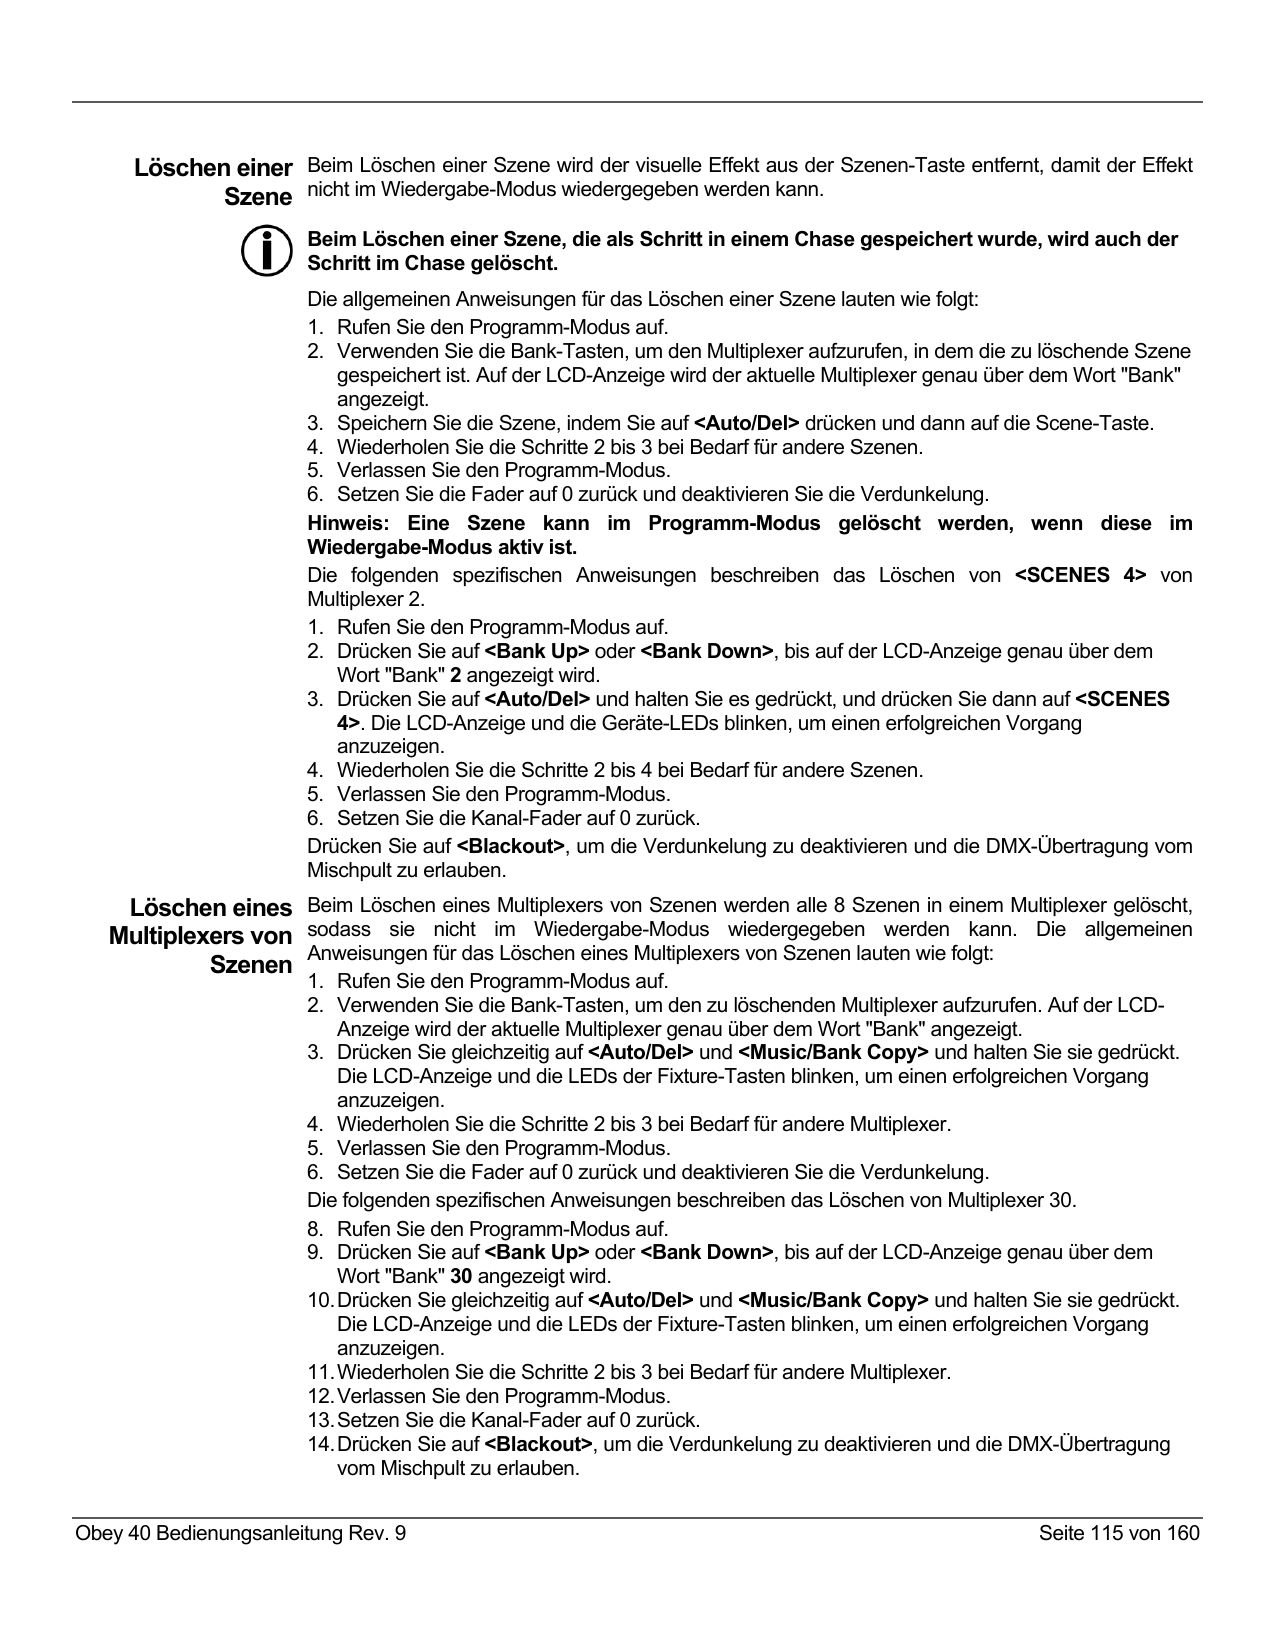 Löschen einer
Szene
Beim Löschen einer Szene wird der visuelle Effekt aus der Szenen-Taste entfernt, damit der Effekt
nicht im Wiedergabe-Modus wiedergegeben werden kann.
Beim Löschen einer Szene, die als Schritt in einem Chase gespeichert wurde, wird auch der
Schritt im Chase gelöscht.
Die allgemeinen Anweisungen für das Löschen einer Szene lauten wie folgt:
1. Rufen Sie den Programm-Modus auf.
2. Verwenden Sie die Bank-Tasten, um den Multiplexer aufzurufen, in dem die zu löschende Szene
gespeichert ist. Auf der LCD-Anzeige wird der aktuelle Multiplexer genau über dem Wort "Bank"
angezeigt.
3. Speichern Sie die Szene, indem Sie auf <Auto/Del> drücken und dann auf die Scene-Taste.
4. Wiederholen Sie die Schritte 2 bis 3 bei Bedarf für andere Szenen.
5. Verlassen Sie den Programm-Modus.
6. Setzen Sie die Fader auf 0 zurück und deaktivieren Sie die Verdunkelung.
Hinweis: Eine Szene kann im Programm-Modus gelöscht werden, wenn diese im
Wiedergabe-Modus aktiv ist.
Die folgenden spezifischen Anweisungen beschreiben das Löschen von <SCENES 4> von
Multiplexer 2.
1. Rufen Sie den Programm-Modus auf.
2. Drücken Sie auf <Bank Up> oder <Bank Down>, bis auf der LCD-Anzeige genau über dem
Wort "Bank" 2 angezeigt wird.
3. Drücken Sie auf <Auto/Del> und halten Sie es gedrückt, und drücken Sie dann auf <SCENES
4>. Die LCD-Anzeige und die Geräte-LEDs blinken, um einen erfolgreichen Vorgang
anzuzeigen.
4. Wiederholen Sie die Schritte 2 bis 4 bei Bedarf für andere Szenen.
5. Verlassen Sie den Programm-Modus.
6. Setzen Sie die Kanal-Fader auf 0 zurück.
Drücken Sie auf <Blackout>, um die Verdunkelung zu deaktivieren und die DMX-Übertragung vom
Mischpult zu erlauben.
Löschen eines
Multiplexers von
Szenen
Beim Löschen eines Multiplexers von Szenen werden alle 8 Szenen in einem Multiplexer gelöscht,
sodass sie nicht im Wiedergabe-Modus wiedergegeben werden kann. Die allgemeinen
Anweisungen für das Löschen eines Multiplexers von Szenen lauten wie folgt:
1. Rufen Sie den Programm-Modus auf.
2. Verwenden Sie die Bank-Tasten, um den zu löschenden Multiplexer aufzurufen. Auf der LCD-
Anzeige wird der aktuelle Multiplexer genau über dem Wort "Bank" angezeigt.
3. Drücken Sie gleichzeitig auf <Auto/Del> und <Music/Bank Copy> und halten Sie sie gedrückt.
Die LCD-Anzeige und die LEDs der Fixture-Tasten blinken, um einen erfolgreichen Vorgang
anzuzeigen.
4. Wiederholen Sie die Schritte 2 bis 3 bei Bedarf für andere Multiplexer.
5. Verlassen Sie den Programm-Modus.
6. Setzen Sie die Fader auf 0 zurück und deaktivieren Sie die Verdunkelung.
Die folgenden spezifischen Anweisungen beschreiben das Löschen von Multiplexer 30.
8. Rufen Sie den Programm-Modus auf.
9. Drücken Sie auf <Bank Up> oder <Bank Down>, bis auf der LCD-Anzeige genau über dem
Wort "Bank" 30 angezeigt wird.
10. Drücken Sie gleichzeitig auf <Auto/Del> und <Music/Bank Copy> und halten Sie sie gedrückt.
Die LCD-Anzeige und die LEDs der Fixture-Tasten blinken, um einen erfolgreichen Vorgang
anzuzeigen.
11. Wiederholen Sie die Schritte 2 bis 3 bei Bedarf für andere Multiplexer.
12. Verlassen Sie den Programm-Modus.
13. Setzen Sie die Kanal-Fader auf 0 zurück.
14. Drücken Sie auf <Blackout>, um die Verdunkelung zu deaktivieren und die DMX-Übertragung
vom Mischpult zu erlauben.
Obey 40 Bedienungsanleitung Rev. 9
Seite 115 von 160